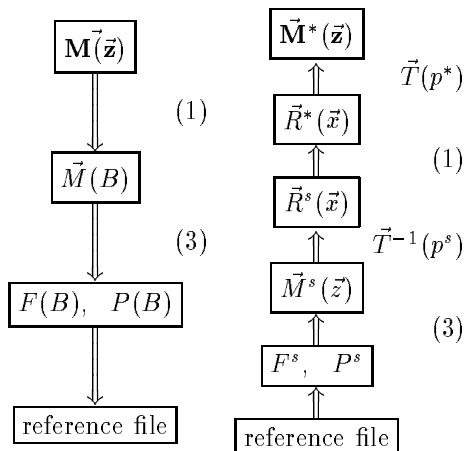 M⃗(z⃗)
(1)
M⃗(B)
(3)
F(B), P(B)
reference file
M⃗*(z⃗)
T⃗(p*)
R⃗*(x⃗)
(1)
R⃗ˢ(x⃗)
T⃗⁻¹(pˢ)
M⃗ˢ(z⃗)
(3)
Fˢ, Pˢ
reference file